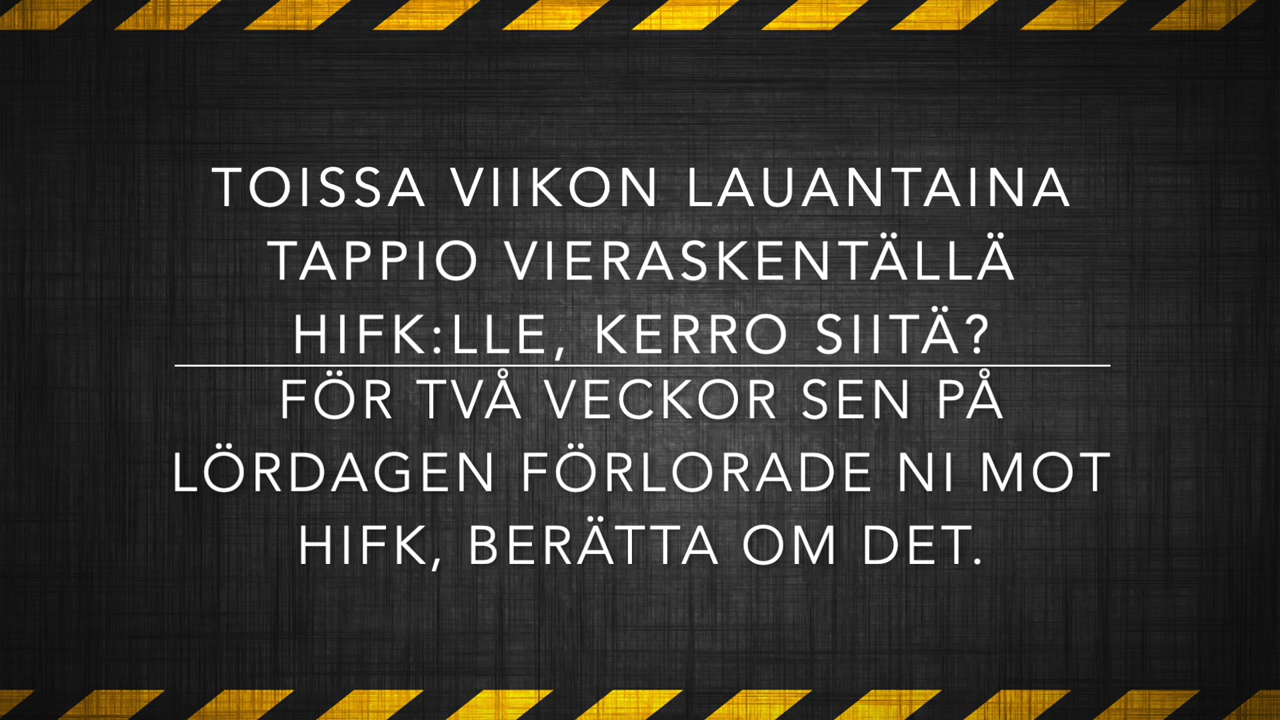 TOISSA VIIKON LAUANTAINA
TAPPIO VIERASKENTÄLLÄ
HIFK:LLE, KERRO SIITÄ?
FÖR TVÅ VECKOR SEN PÅ
LÖRDAGEN FÖRLORADE NI MOT
HIFK, BERÄTTA OM DET.